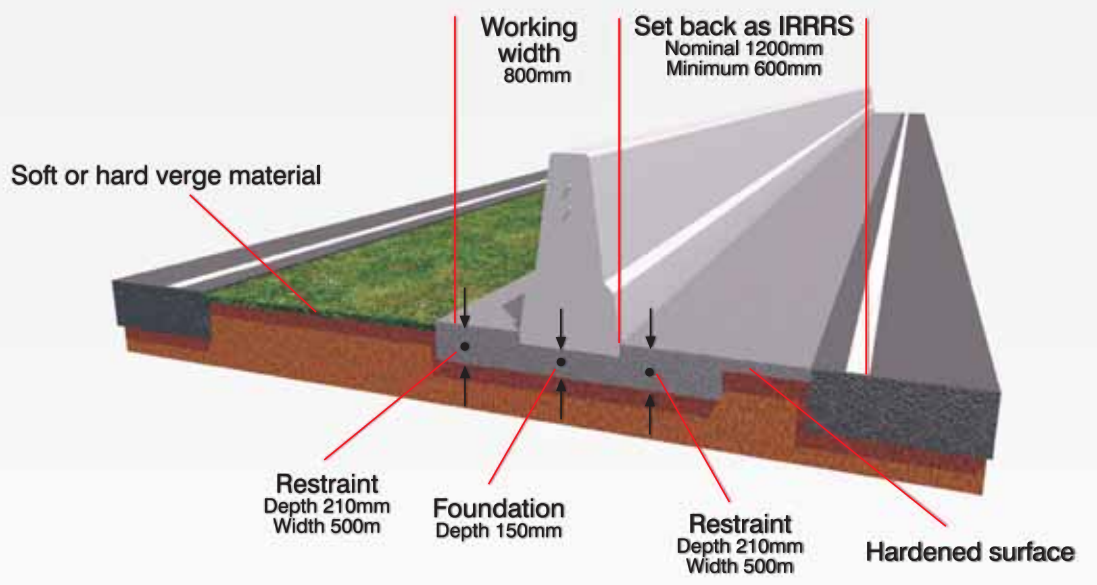 Working
width
800mm
Set back as IRRRS
Nominal 1200mm
Minimum 600mm
Soft or hard verge material
Restraint
Depth 210mm
Width 500m
Foundation
Depth 150mm
Restraint
Depth 210mm
Width 500m
Hardened surface